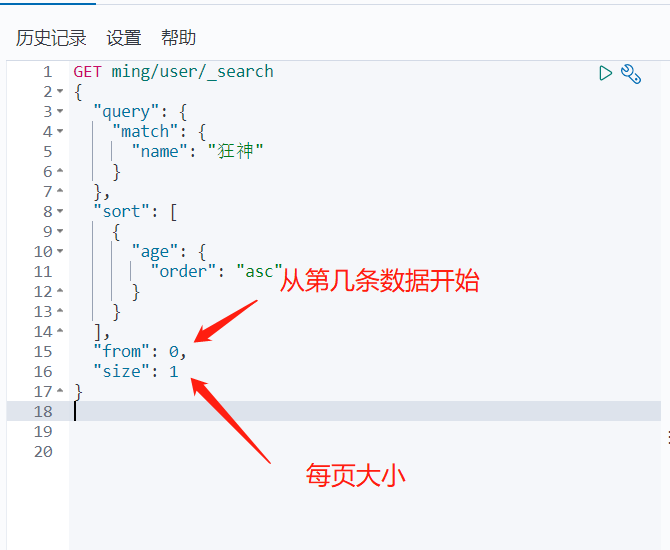 历史记录 设置 帮助
1 GET ming/user/_search
2 {
3 "query": {
4 "match": {
5 "name": "狂神"
6 }
7 },
8 "sort": [
9 {
10 "age": {
11 "order": "asc"
12 }
13 }
14 ],
15 "from": 0,
16 "size": 1
17 }
18
19
20
从第几条数据开始
每页大小